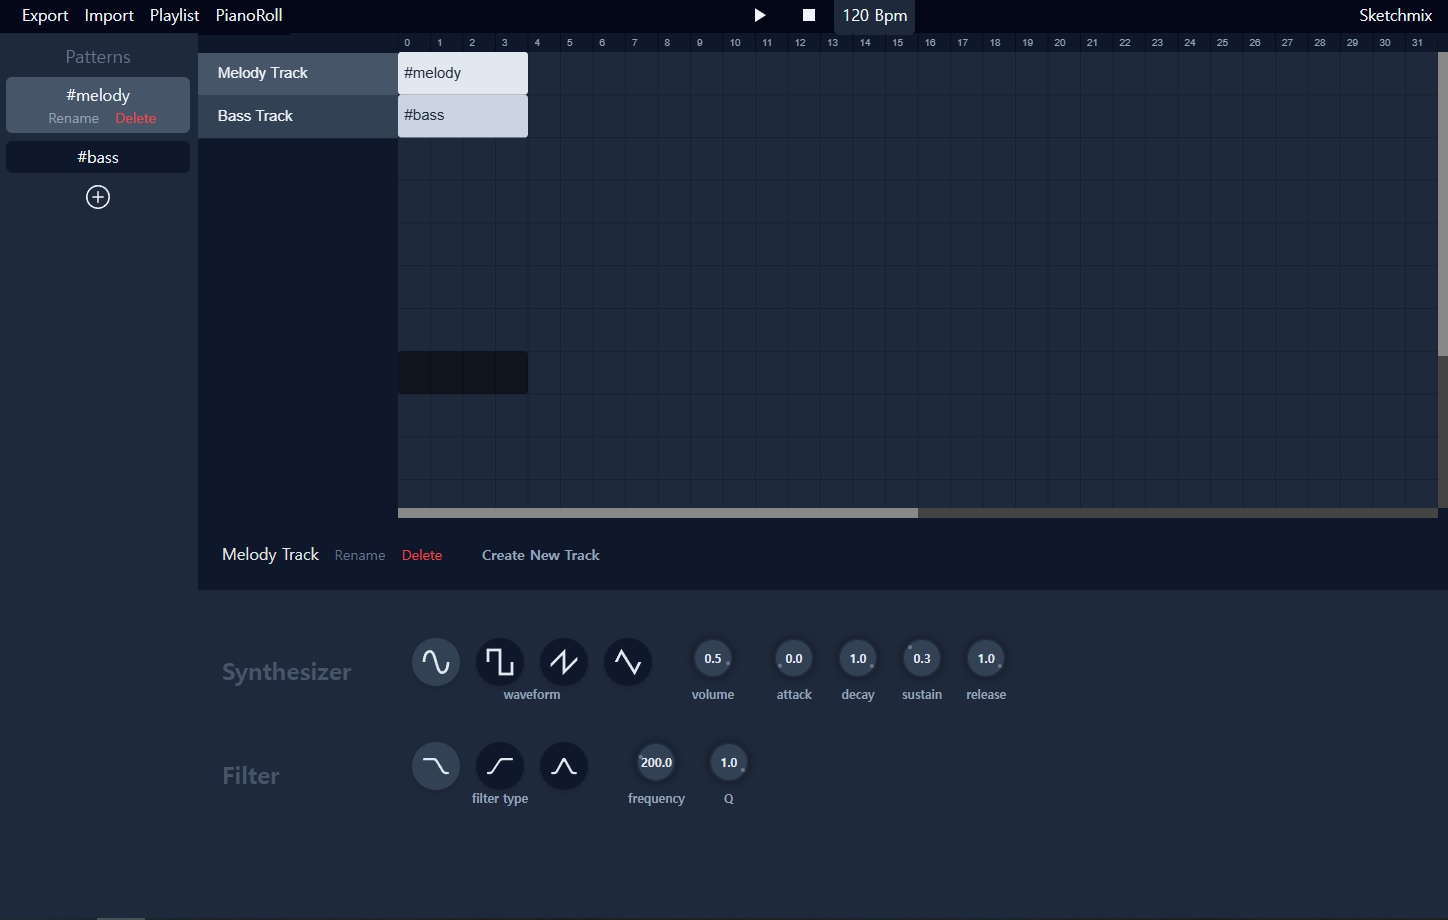 Export Import Playlist PianoRoll 120 Bpm Sketchmix
Patterns
#melody
Rename Delete
#bass
0 1 2 3 4 5 6 7 8 9 10 11 12 13 14 15 16 17 18 19 20 21 22 23 24 25 26 27 28 29 30 31
Melody Track #melody
Bass Track #bass
Melody Track Rename Delete Create New Track
Synthesizer
0.5 0.0 1.0 0.3 1.0
waveform volume attack decay sustain release
Filter
200.0 1.0
filter type frequency Q